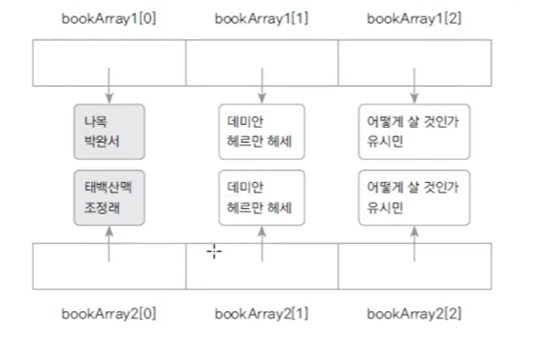 bookArray1[0] bookArray1[1] bookArray1[2]
나목
박완서
데미안
헤르만 헤세
어떻게 살 것인가
유시민
태백산맥
조정래
데미안
헤르만 헤세
어떻게 살 것인가
유시민
bookArray2[0] bookArray2[1] bookArray2[2]